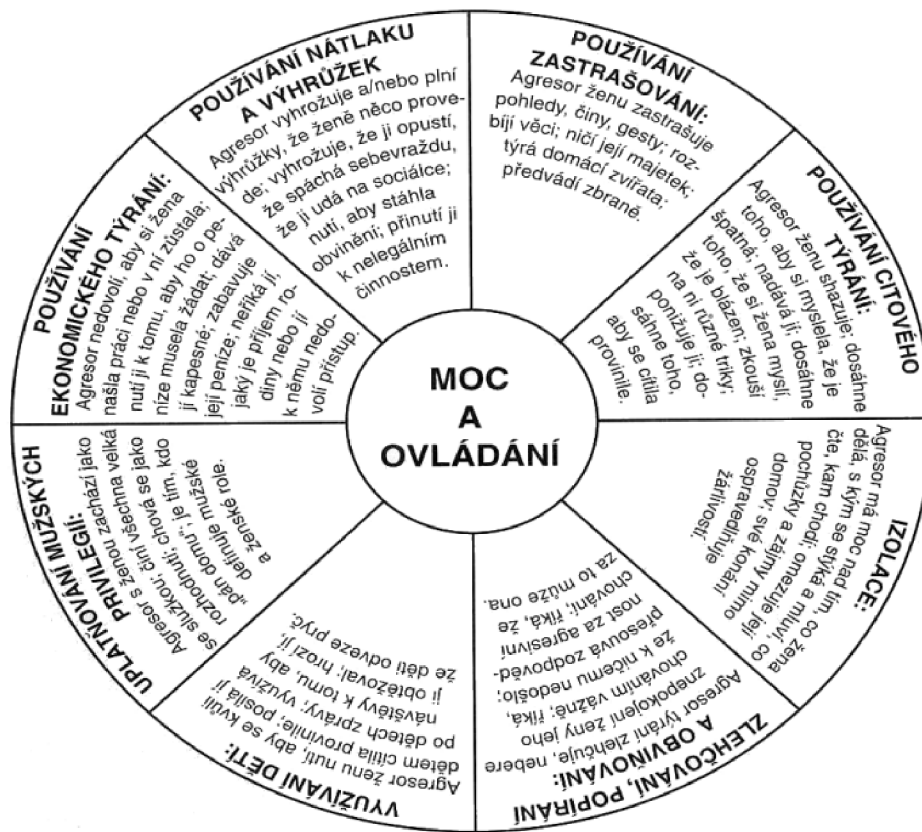 POUŽÍVÁNÍ NÁTLAKU
A VÝHRŮŽEK
Agresor vyhrožuje a/nebo plní
výhrůžky, že ženě něco prove-
de; vyhrožuje, že ji opustí,
že spáchá sebevraždu,
že ji udá na sociálce;
nutí, aby stáhla
obvinění; přinutí ji
k nelegálním
činnostem.
POUŽÍVÁNÍ
ZASTRAŠOVÁNÍ:
Agresor ženu zastrašuje
pohledy, činy, gesty; roz-
bíjí věci; ničí její majetek;
týrá domácí zvířata;
předvádí zbraně.
POUŽÍVÁNÍ CITOVÉHO
TÝRÁNÍ:
Agresor ženu shazuje; dosáhne
toho, aby si myslela, že je
špatná; nadává jí; dosáhne
toho, že si žena myslí,
že je blázen; zkouší
na ni různé triky;
ponižuje ji; do-
sáhne toho,
aby se cítila
provinile.
IZOLACE:
Agresor má moc nad tím, co žena
dělá, s kým se stýká a mluví, co
čte, kam chodí; omezuje její
pochůzky a zájmy mimo
domov; své konání
ospravedlňuje
žárlivostí.
ZLEHČOVÁNÍ, POPÍRÁNÍ
A OBVIŇOVÁNÍ:
Agresor týrání zlehčuje, nebere
znepokojení ženy jeho
chováním vážně; říká,
že k ničemu nedošlo;
přesouvá zodpověd-
nost za agresivní
chování; říká, že
za to může ona.
VYUŽÍVÁNÍ DĚTÍ:
Agresor ženu nutí, aby se kvůli
dětem cítila provinile; posílá jí
po dětech zprávy; využívá
návštěvy k tomu, aby
ji obtěžoval; hrozí jí,
že děti odveze pryč.
UPLATŇOVÁNÍ MUŽSKÝCH
PRIVILEGIÍ:
Agresor s ženou zachází jako
se služkou; činí všechna velká
rozhodnutí; chová se jako
„pán domu“; je tím, kdo
definuje mužské
a ženské role.
POUŽÍVÁNÍ
EKONOMICKÉHO TÝRÁNÍ:
Agresor nedovolí, aby si žena
našla práci nebo v ní zůstala;
nutí ji k tomu, aby ho o pe-
níze musela žádat; dává
jí kapesné; zabavuje
její peníze; neříká jí,
jaký je příjem ro-
diny nebo jí
k němu nedo-
volí přístup.
MOC
A
OVLÁDÁNÍ